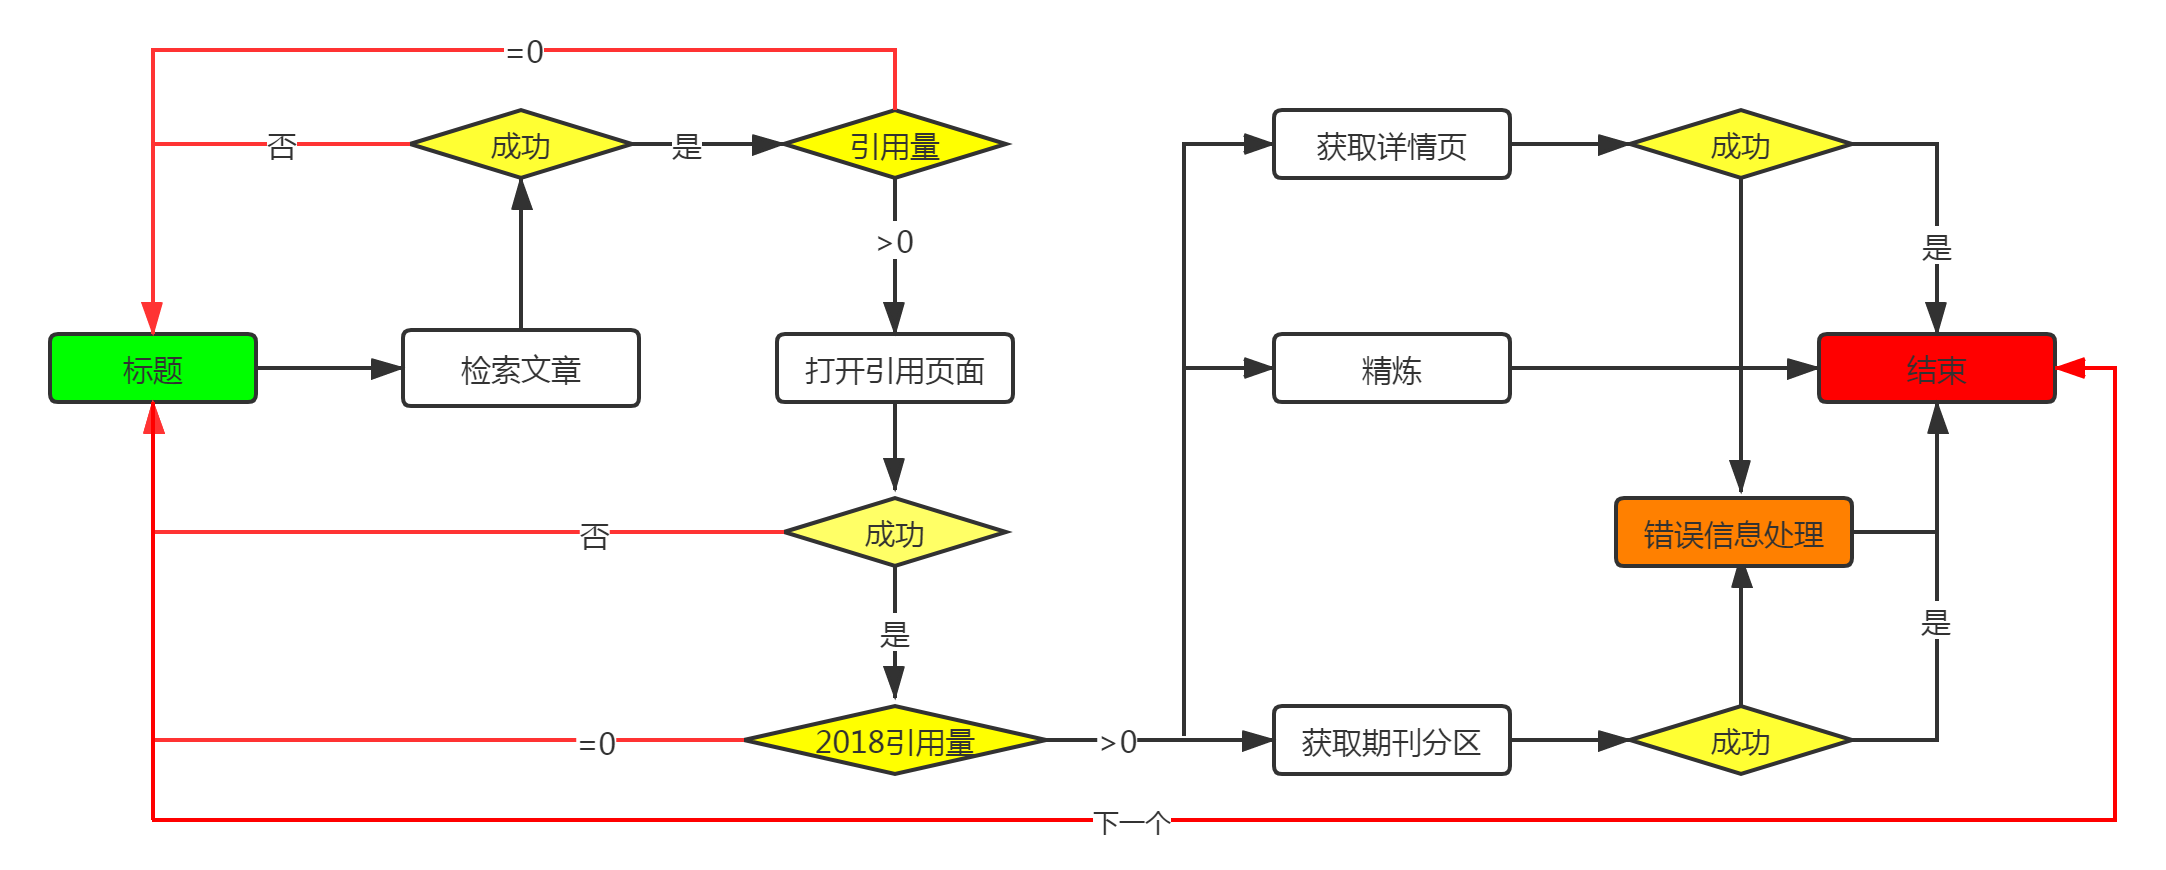 =0
否
成功
是
引用量
获取详情页
成功
>0
是
标题
检索文章
打开引用页面
精炼
结束
否
成功
错误信息处理
是
是
=0
2018引用量
>0
获取期刊分区
成功
下一个